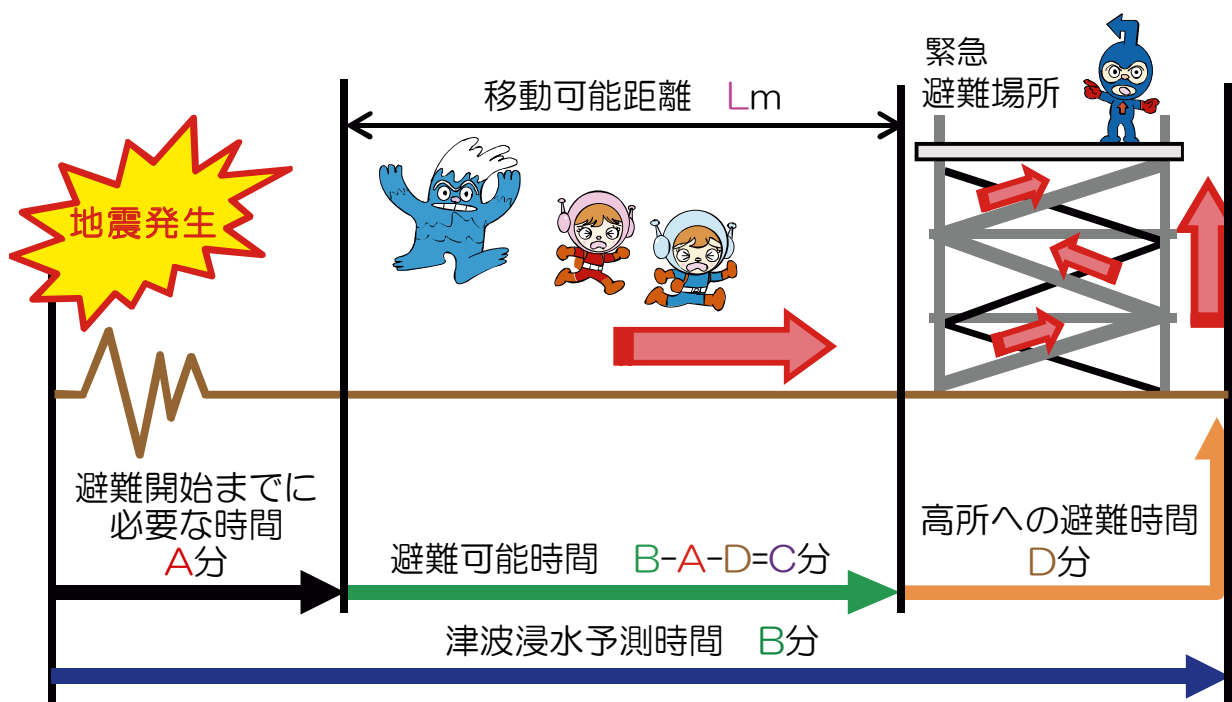 緊急
避難場所
移動可能距離 Lm
地震発生
避難開始までに
必要な時間
A分
避難可能時間 B-A-D=C分
高所への避難時間
D分
津波浸水予測時間 B分